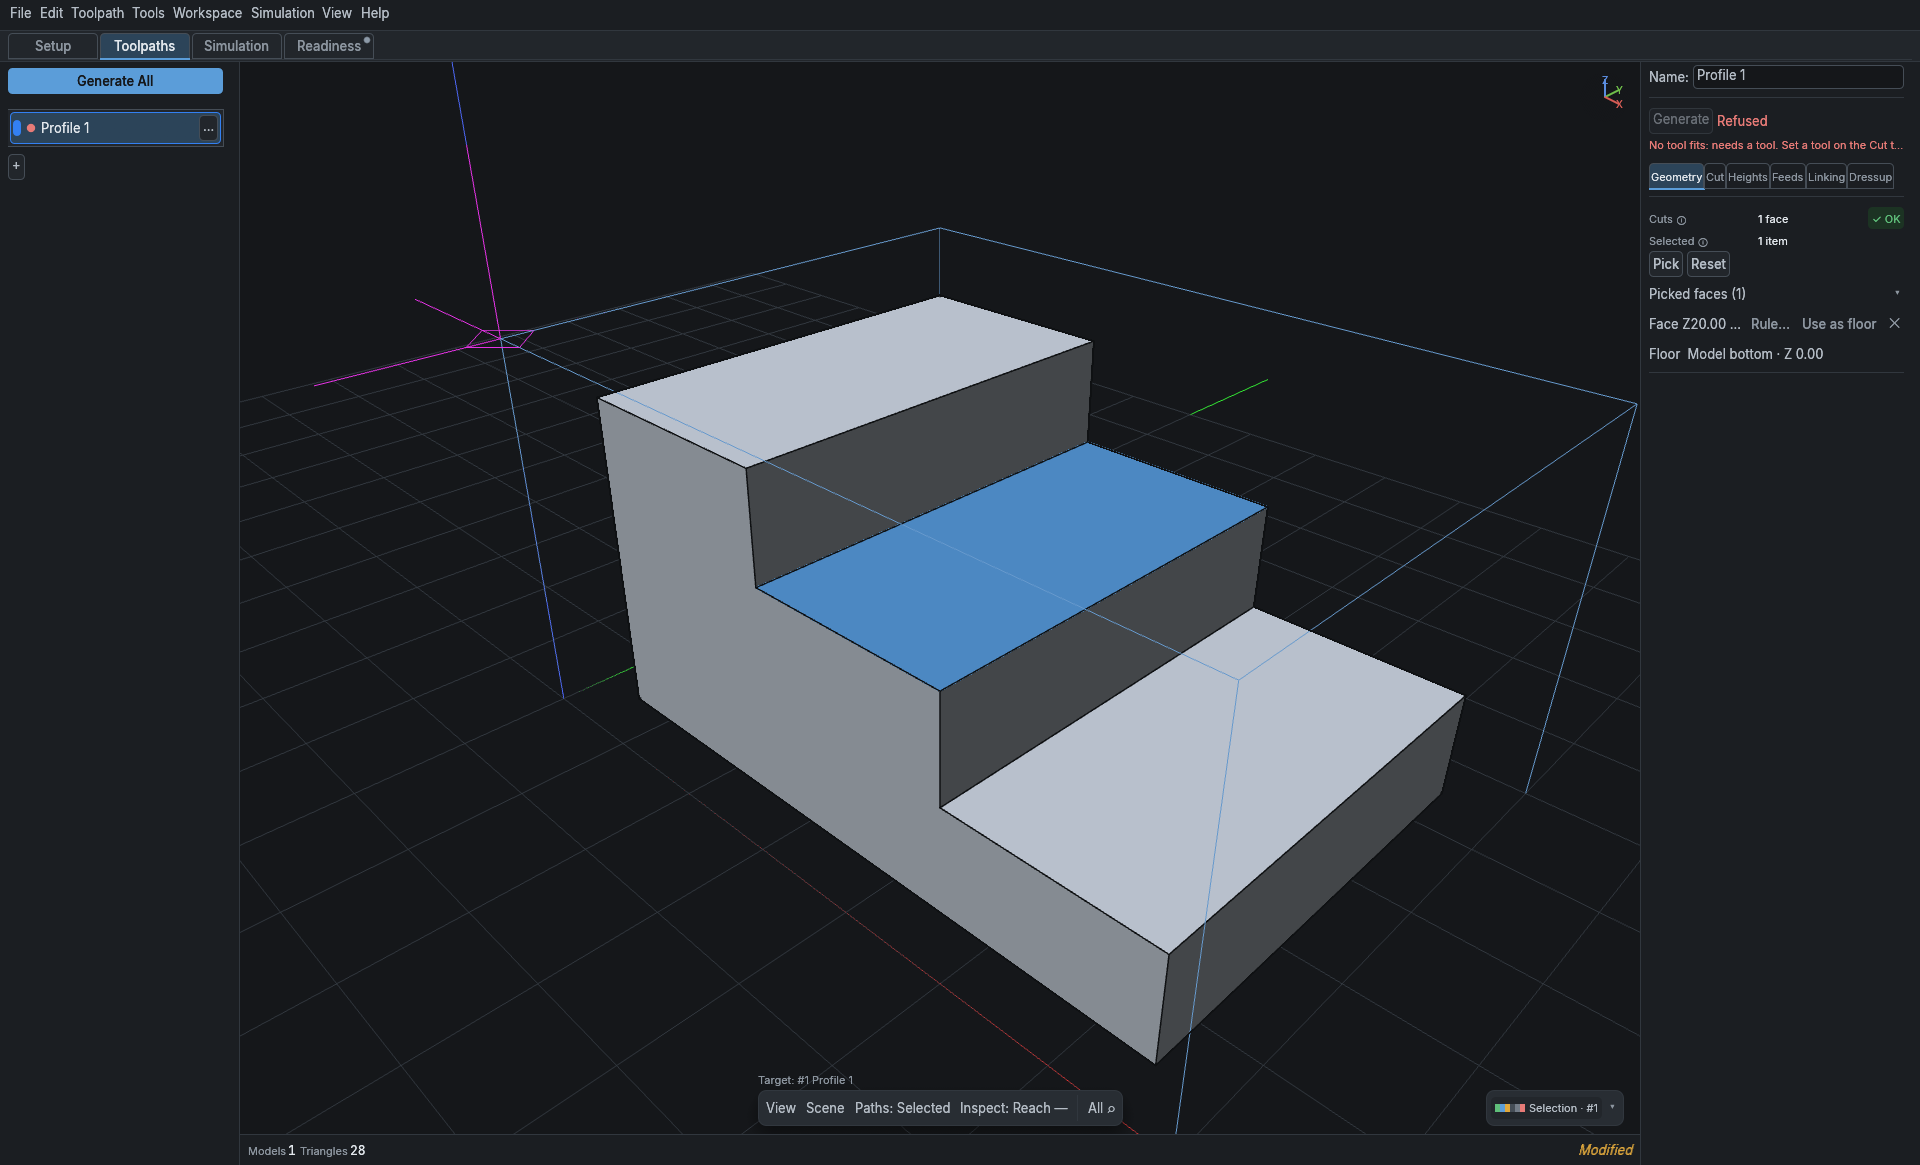 File Edit Toolpath Tools Workspace Simulation View Help
Setup Toolpaths Simulation Readiness
Generate All
Profile 1 ...
+
Z
Y
X
Name: Profile 1
Generate Refused
No tool fits: needs a tool. Set a tool on the Cut t...
Geometry Cut Heights Feeds Linking Dressup
Cuts 1 face ✓ OK
Selected 1 item
Pick Reset
Picked faces (1)
Face Z20.00 ... Rule... Use as floor
Floor Model bottom · Z 0.00
Target: #1 Profile 1
View Scene Paths: Selected Inspect: Reach — All
Selection · #1
Models 1 Triangles 28
Modified